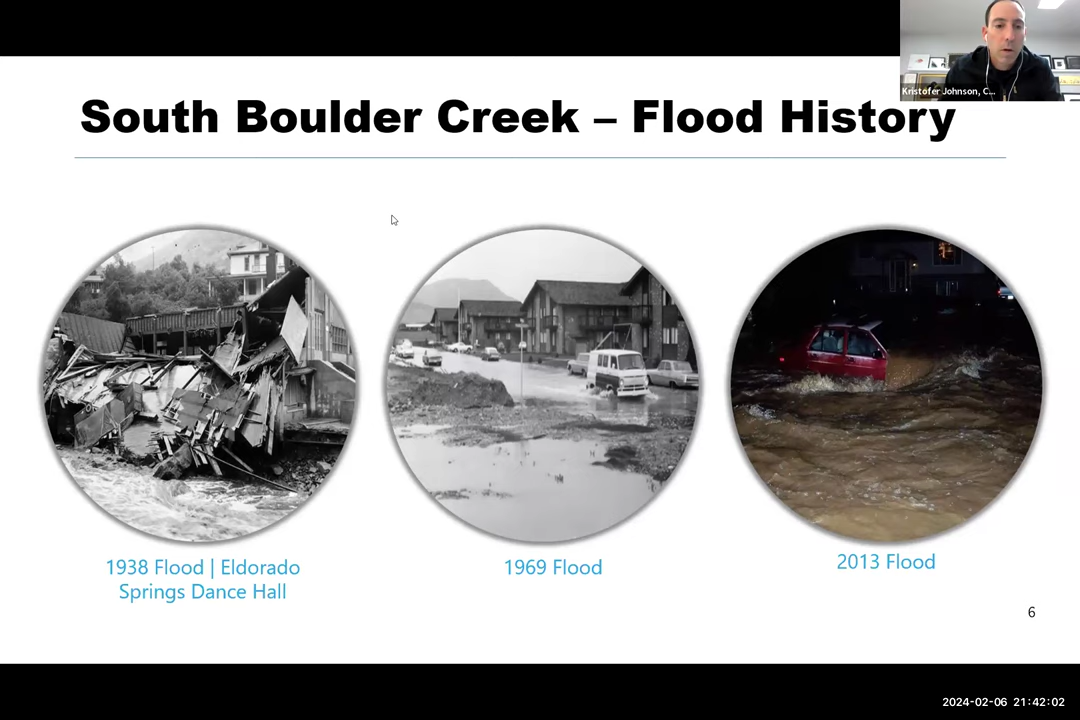 Kristofer Johnson, C...
South Boulder Creek – Flood History
1938 Flood | Eldorado
Springs Dance Hall
1969 Flood
2013 Flood
6
2024-02-06 21:42:02